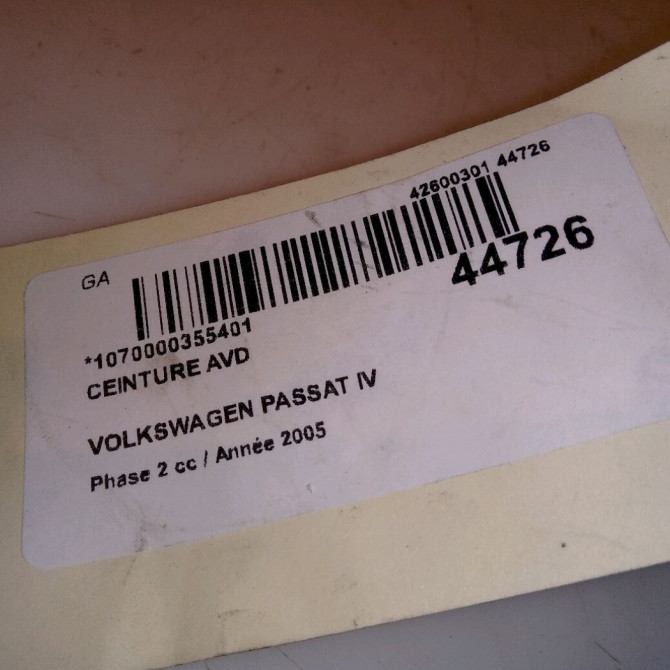 42600301 44726
GA
44726
*1070000355401
CEINTURE AVD
VOLKSWAGEN PASSAT IV
Phase 2 cc / Année 2005